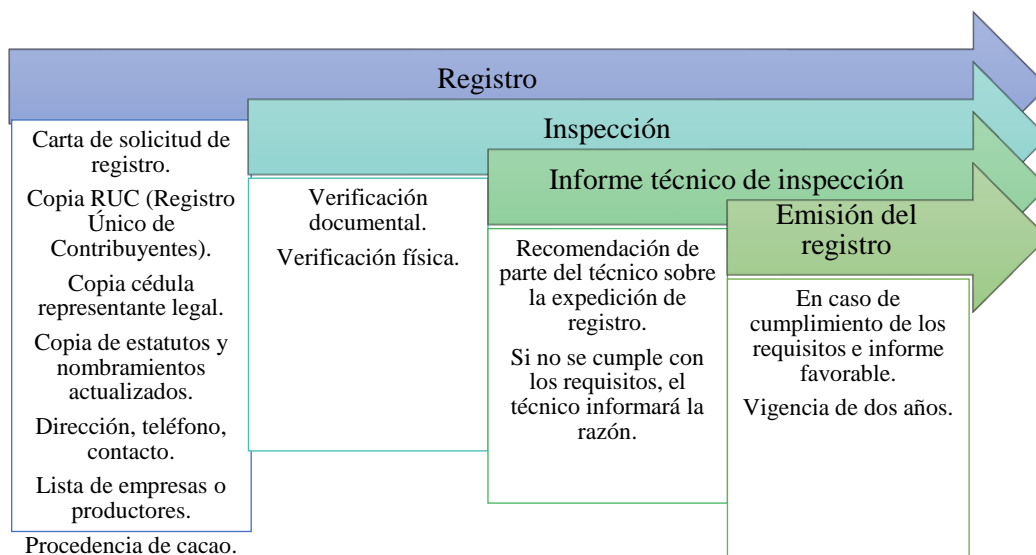 Registro
Carta de solicitud de
registro.
Copia RUC (Registro
Único de
Contribuyentes).
Copia cédula
representante legal.
Copia de estatutos y
nombramientos
actualizados.
Dirección, teléfono,
contacto.
Lista de empresas o
productores.
Procedencia de cacao.
Inspección
Verificación
documental.
Verificación física.
Informe técnico de inspección
Recomendación de
parte del técnico sobre
la expedición de
registro.
Si no se cumple con
los requisitos, el
técnico informará la
razón.
Emisión del
registro
En caso de
cumplimiento de los
requisitos e informe
favorable.
Vigencia de dos años.